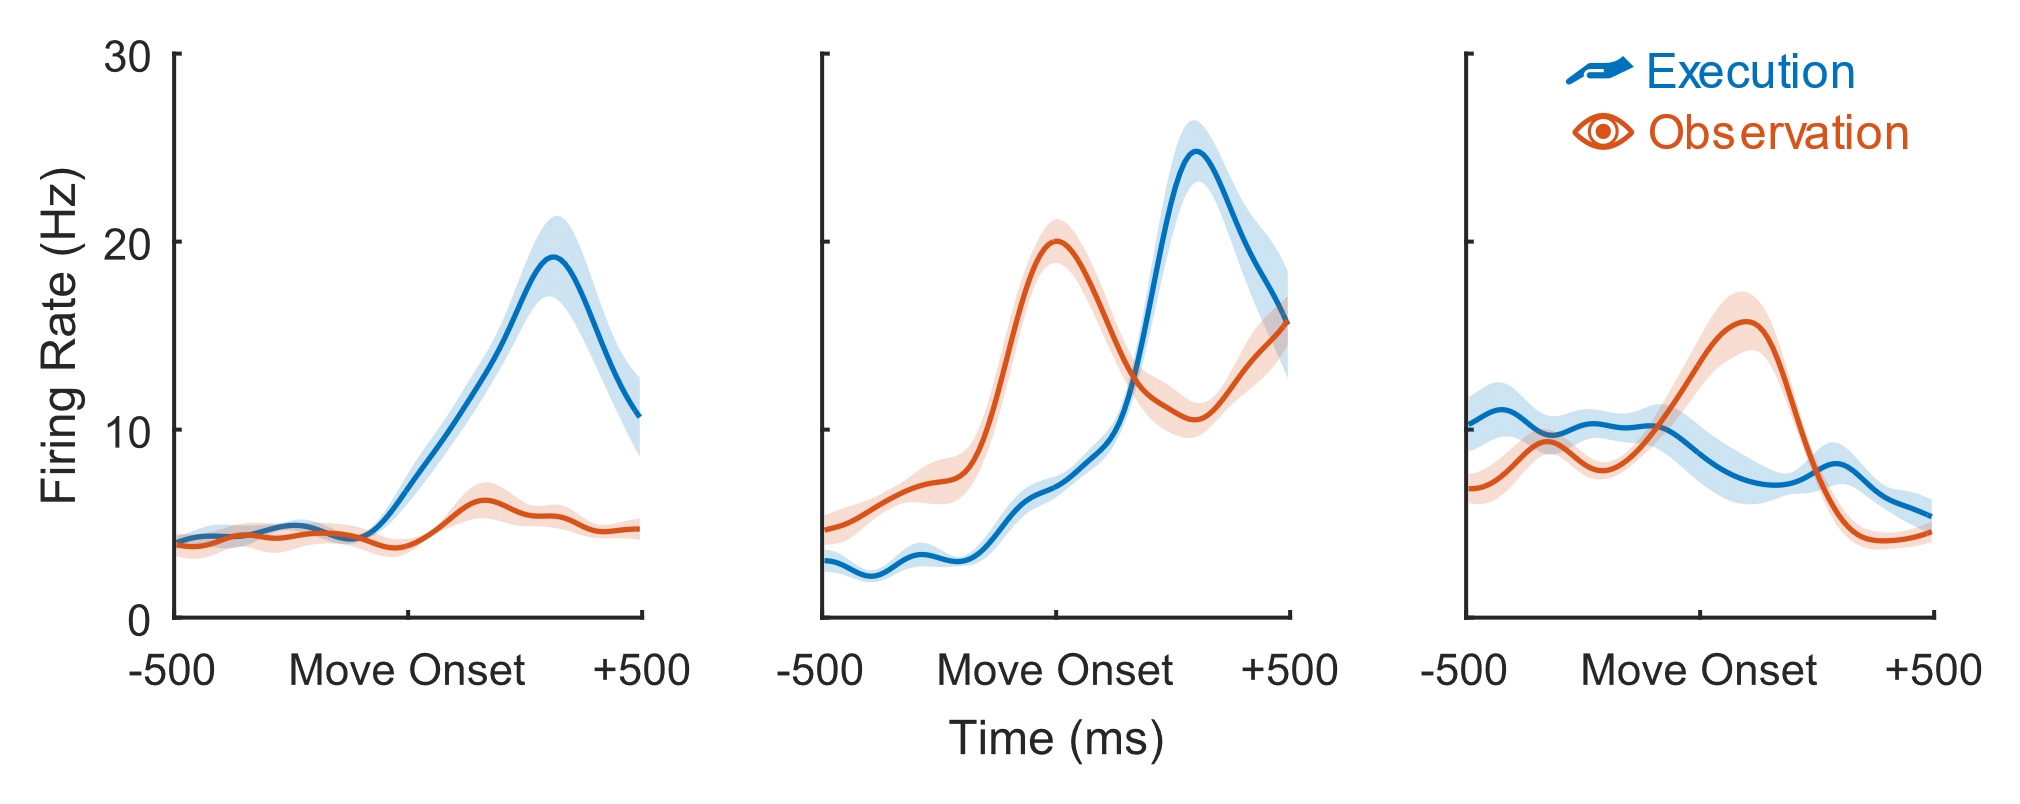 Firing Rate (Hz)
30
20
10
0
Execution
Observation
-500 Move Onset +500
-500 Move Onset +500
-500 Move Onset +500
Time (ms)